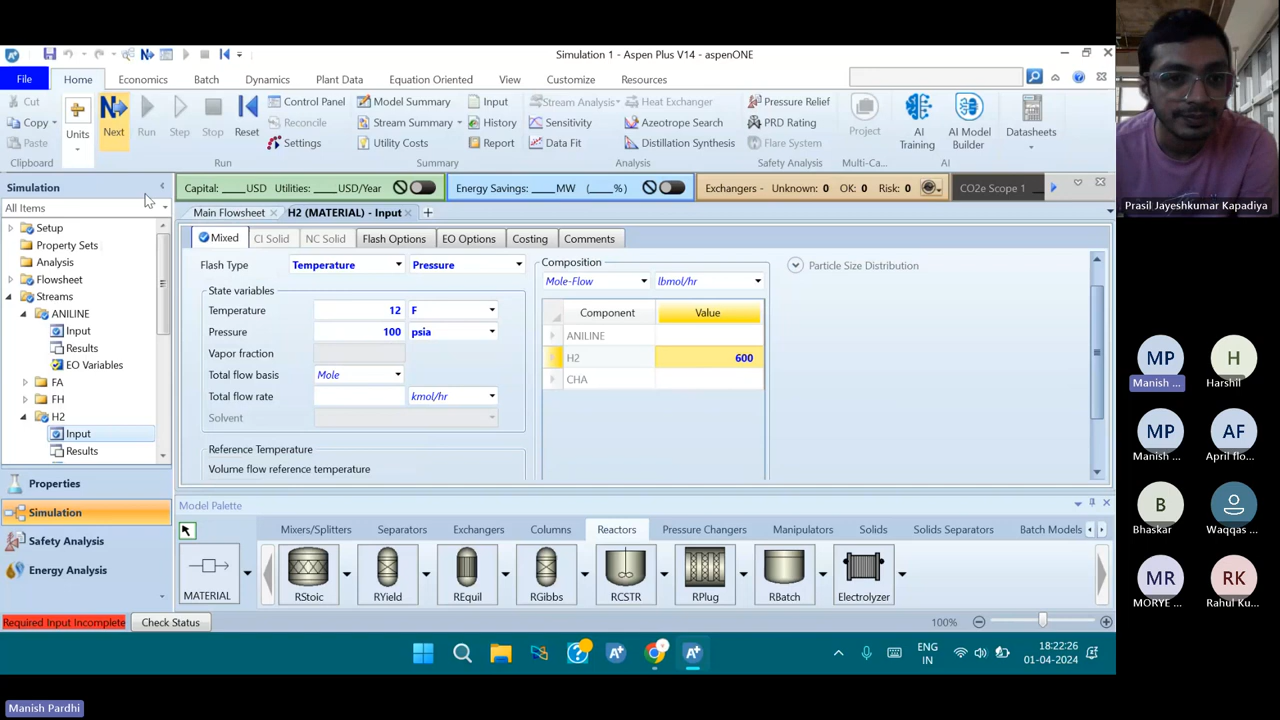 Simulation 1 - Aspen Plus V14 - aspenONE
File Home Economics Batch Dynamics Plant Data Equation Oriented View Customize Resources
Cut
Copy
Paste
Clipboard
Units
Next Run Step Stop Reset
Control Panel
Reconcile
Settings
Run
Model Summary
Stream Summary
Utility Costs
Input
History
Report
Summary
Stream Analysis
Sensitivity
Data Fit
Heat Exchanger
Azeotrope Search
Distillation Synthesis
Analysis
Pressure Relief
PRD Rating
Flare System
Safety Analysis
Project
Multi-Ca...
AI Training
AI Model Builder
AI
Datasheets
Simulation
Capital: ____USD Utilities: ____USD/Year
Energy Savings: ____MW (____%)
Exchangers - Unknown: 0 OK: 0 Risk: 0
CO2e Scope 1
All Items
Setup
Property Sets
Analysis
Flowsheet
Streams
ANILINE
Input
Results
EO Variables
FA
FH
H2
Input
Results
Properties
Simulation
Safety Analysis
Energy Analysis
Main Flowsheet H2 (MATERIAL) - Input +
Mixed CI Solid NC Solid Flash Options EO Options Costing Comments
Flash Type Temperature Pressure
State variables
Temperature 12 F
Pressure 100 psia
Vapor fraction
Total flow basis Mole
Total flow rate kmol/hr
Solvent
Reference Temperature
Volume flow reference temperature
Composition
Mole-Flow lbmol/hr
Component Value
ANILINE
H2 600
CHA
Particle Size Distribution
Model Palette
Mixers/Splitters Separators Exchangers Columns Reactors Pressure Changers Manipulators Solids Solids Separators Batch Models
MATERIAL RStoic RYield REquil RGibbs RCSTR RPlug RBatch Electrolyzer
Required Input Incomplete Check Status 100%
ENG
IN
18:22:26
01-04-2024
Prasil Jayeshkumar Kapadiya
MP H
Manish ... Harshil
MP AF
Manish ... April flo...
B
Bhaskar Waqqas ...
MR RK
MORYE ... Rahul Ku...
Manish Pardhi